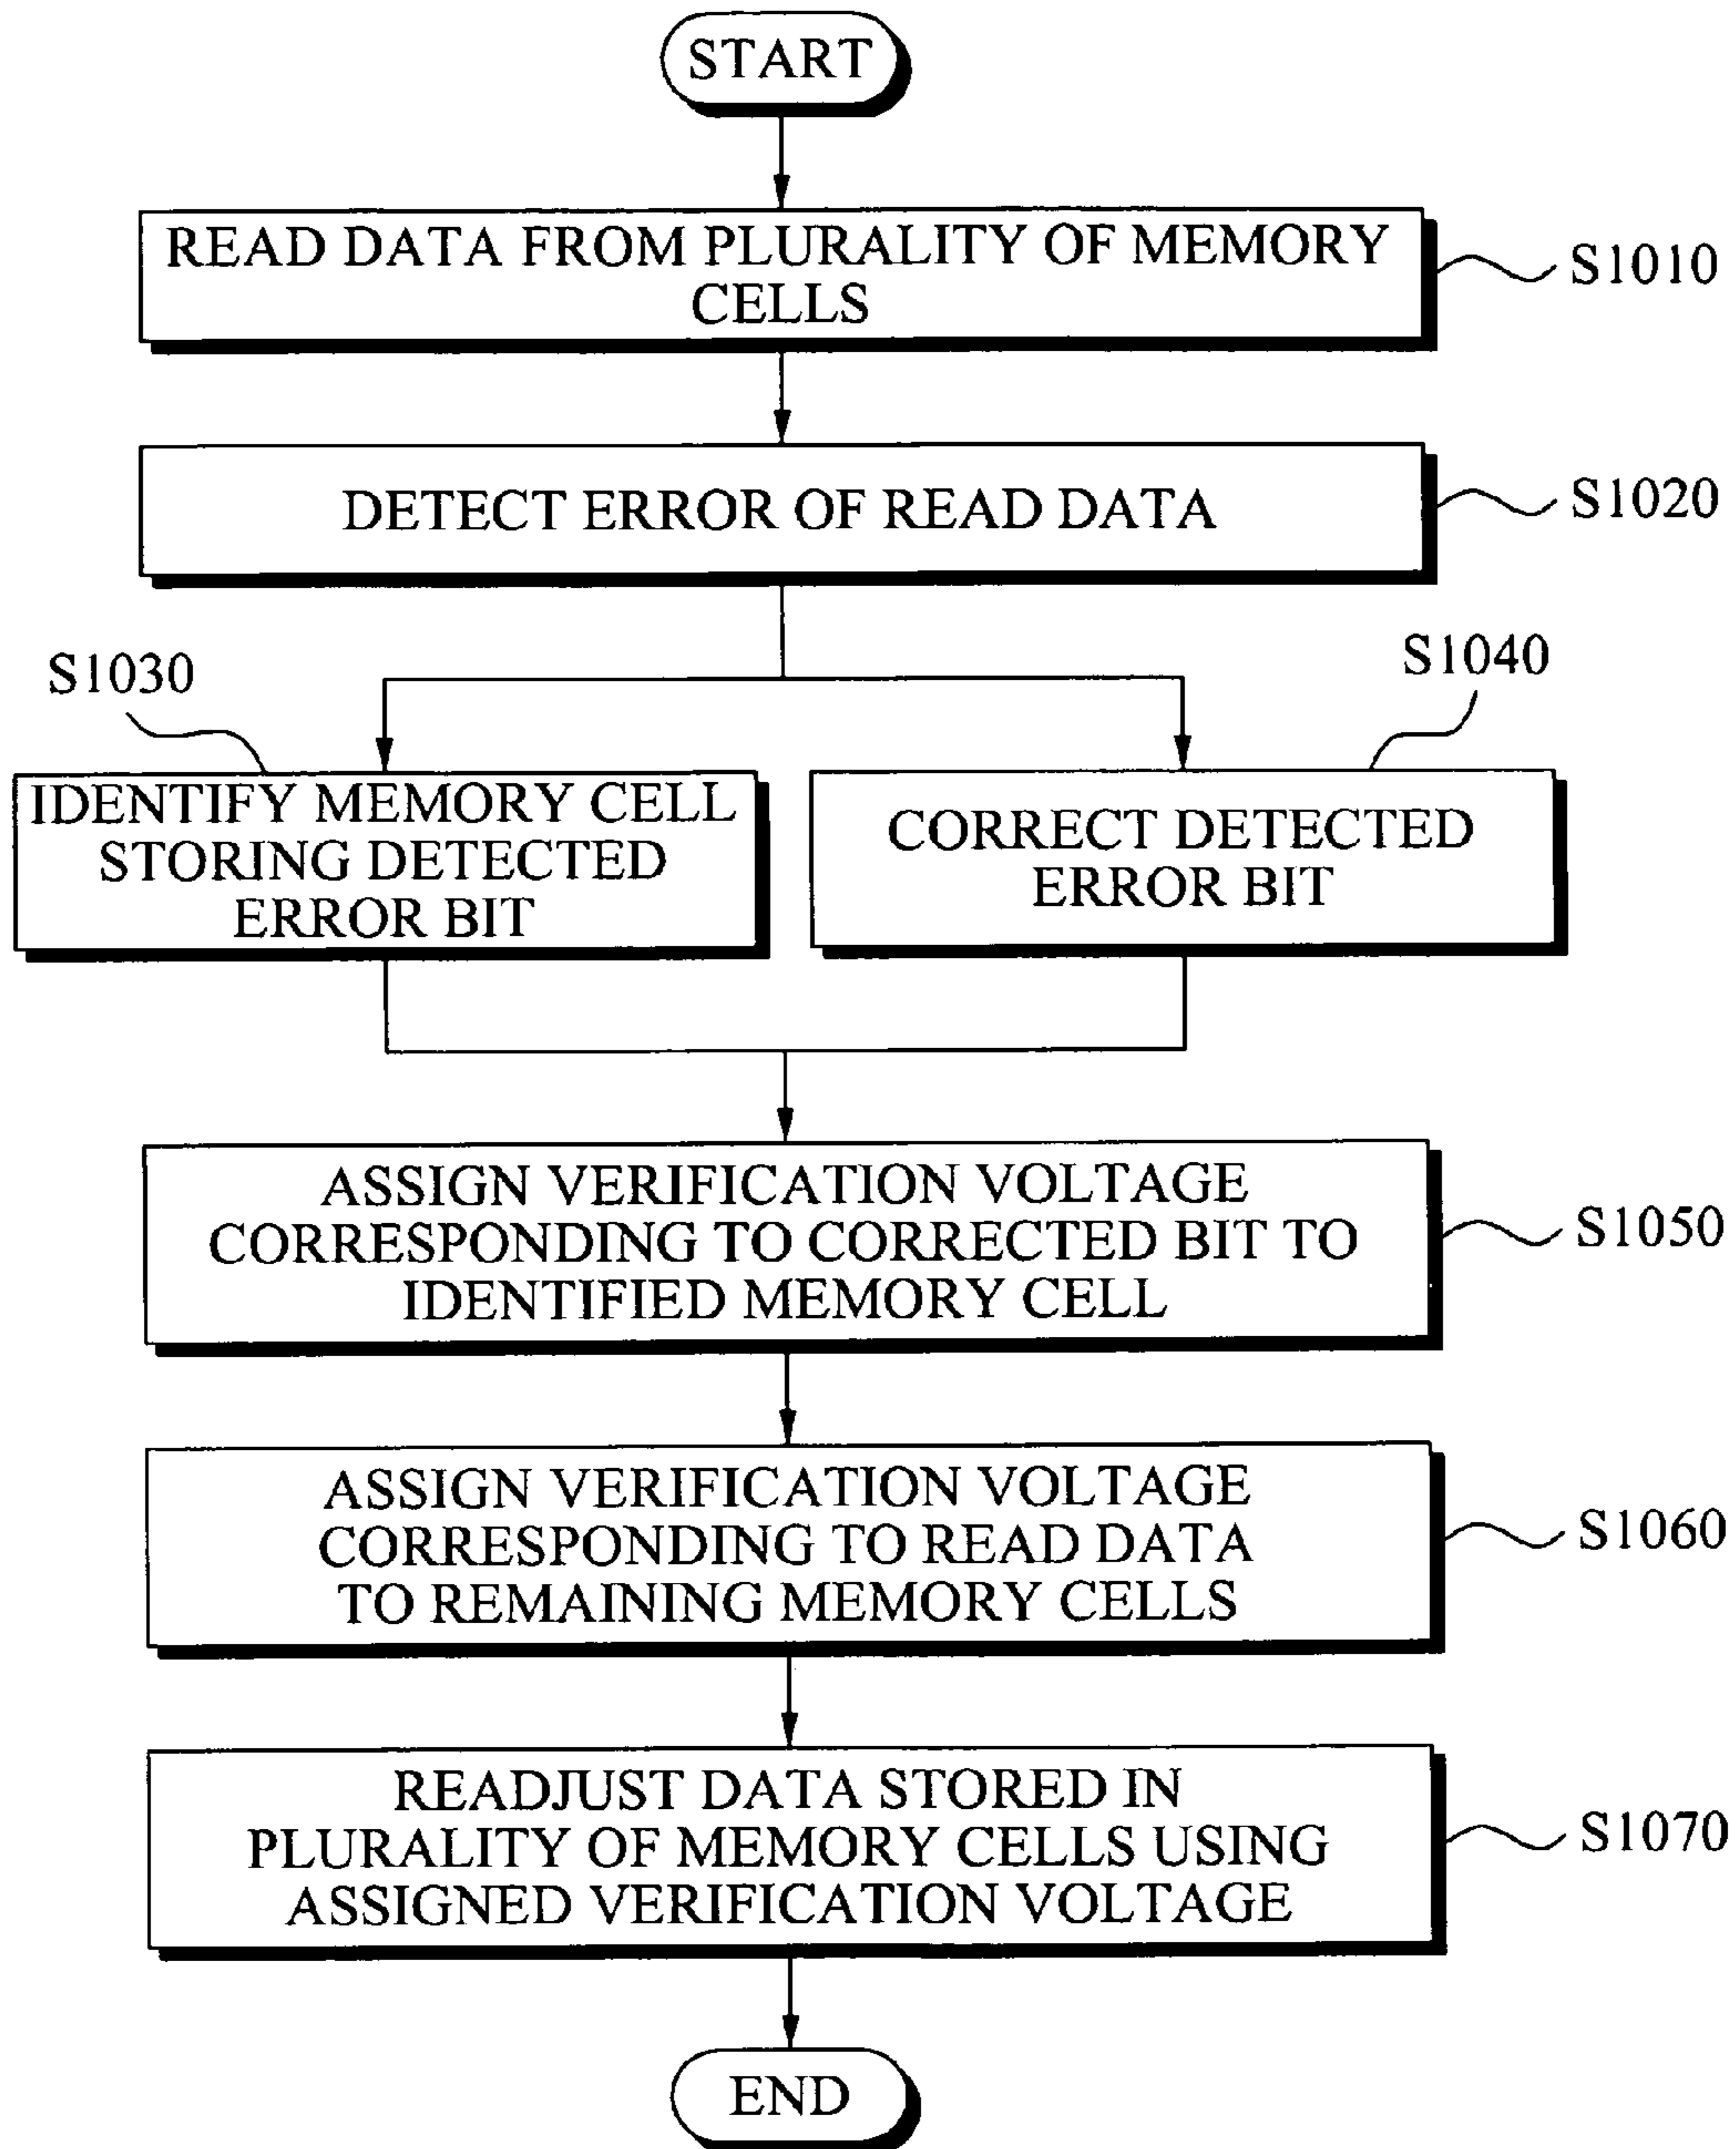 START
READ DATA FROM PLURALITY OF MEMORY
CELLS
S1010
DETECT ERROR OF READ DATA
S1020
S1030
S1040
IDENTIFY MEMORY CELL
STORING DETECTED
ERROR BIT
CORRECT DETECTED
ERROR BIT
ASSIGN VERIFICATION VOLTAGE
CORRESPONDING TO CORRECTED BIT TO
IDENTIFIED MEMORY CELL
S1050
ASSIGN VERIFICATION VOLTAGE
CORRESPONDING TO READ DATA
TO REMAINING MEMORY CELLS
S1060
READJUST DATA STORED IN
PLURALITY OF MEMORY CELLS USING
ASSIGNED VERIFICATION VOLTAGE
S1070
END